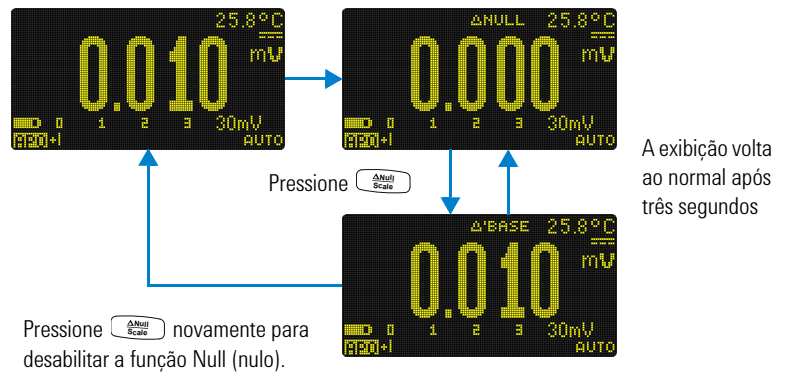 25.8°C
0.010 mV
0 1 2 3 30mV
APO+I AUTO
ΔNULL 25.8°C
0.000 mV
0 1 2 3 30mV
APO+I AUTO
Pressione ΔNull
Scale
A exibição volta
ao normal após
três segundos
Δ'BASE 25.8°C
0.010 mV
0 1 2 3 30mV
APO+I AUTO
Pressione ΔNull
Scale novamente para
desabilitar a função Null (nulo).